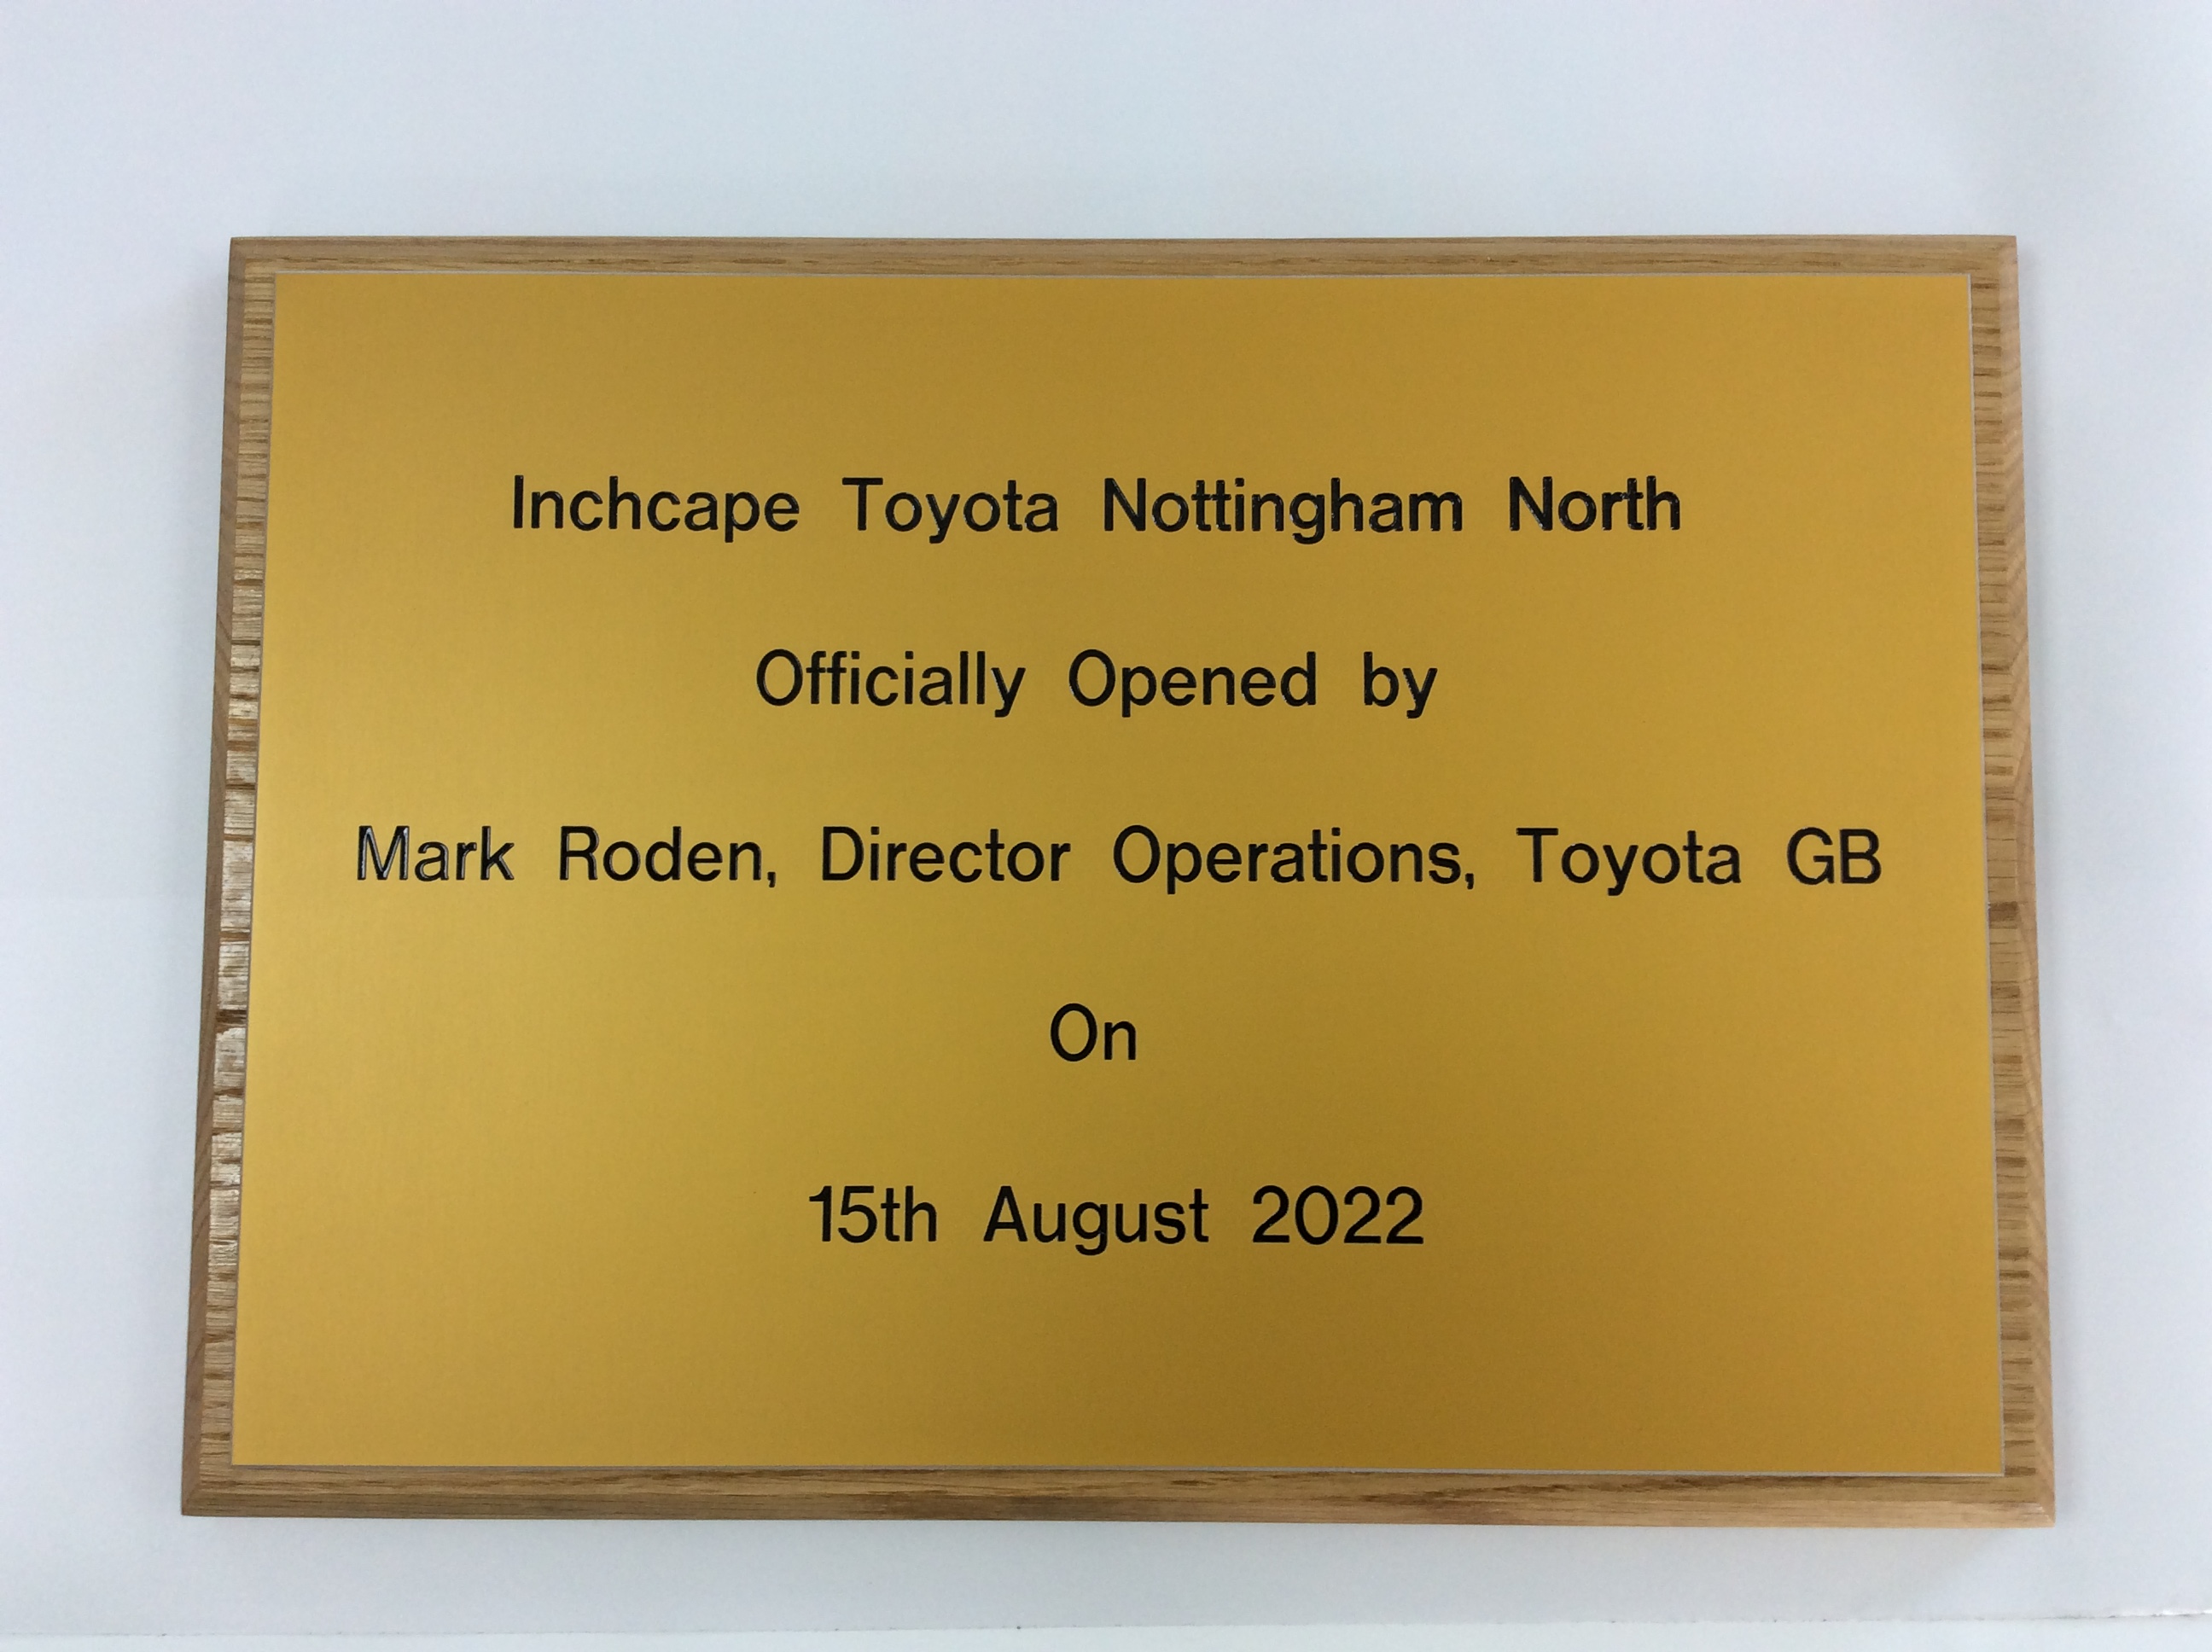 Inchcape Toyota Nottingham North
Officially Opened by
Mark Roden, Director Operations, Toyota GB
On
15th August 2022